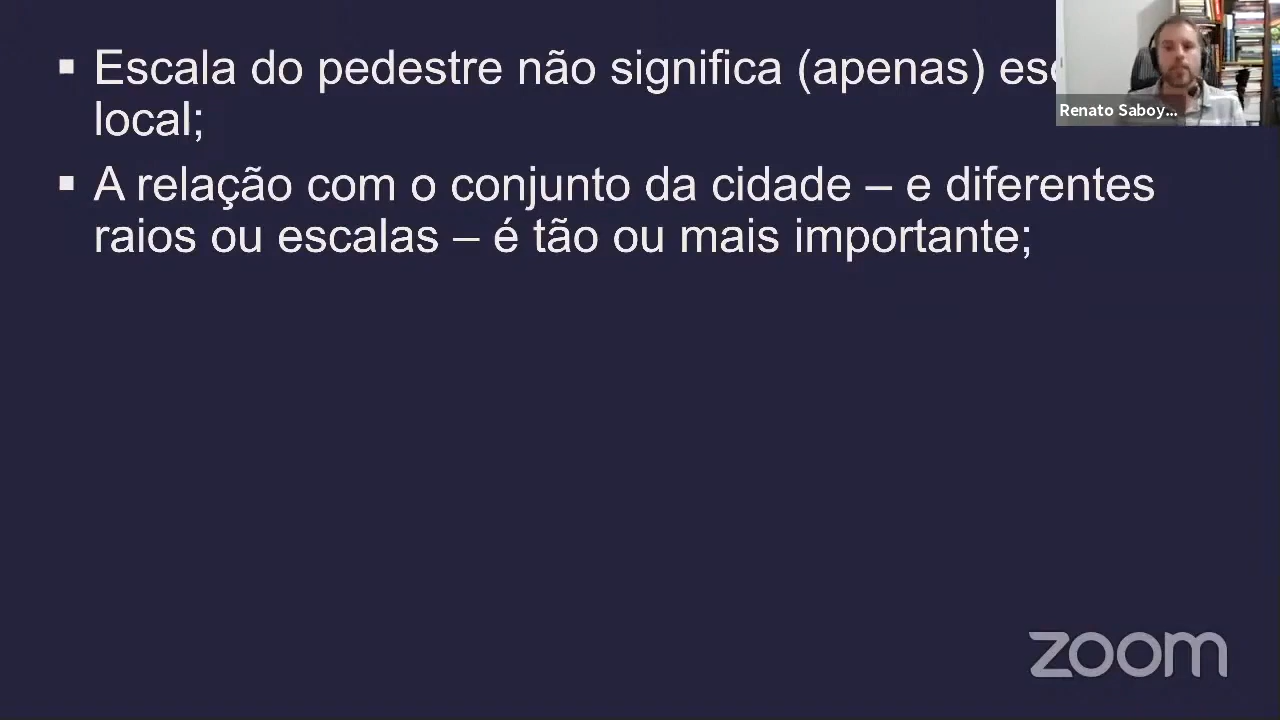 ▪ Escala do pedestre não significa (apenas)
local;
▪ A relação com o conjunto da cidade – e diferentes
raios ou escalas – é tão ou mais importante;
Renato Saboy...
zoom